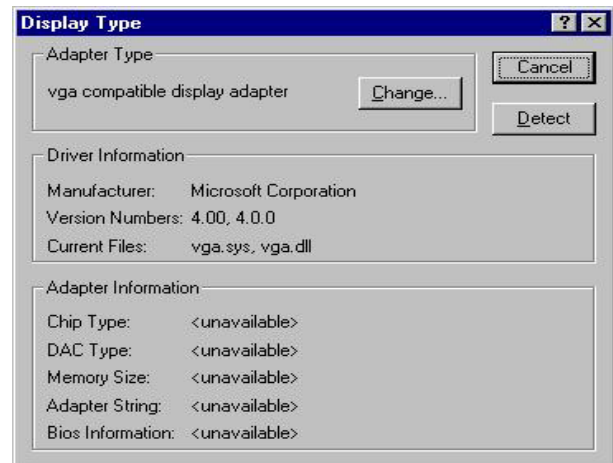 Display Type
Adapter Type
vga compatible display adapter
Change...
Cancel
Detect
Driver Information
Manufacturer: Microsoft Corporation
Version Numbers: 4.00, 4.0.0
Current Files: vga.sys, vga.dll
Adapter Information
Chip Type: <unavailable>
DAC Type: <unavailable>
Memory Size: <unavailable>
Adapter String: <unavailable>
Bios Information: <unavailable>